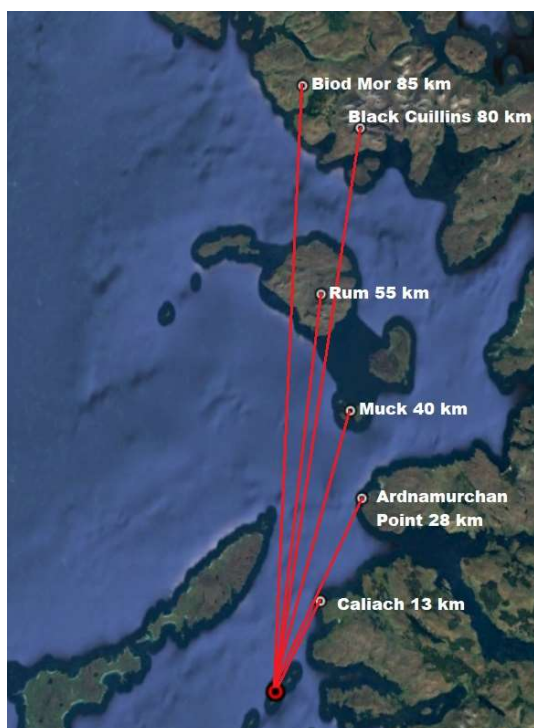 Biod Mor 85 km
Black Cuillins 80 km
Rum 55 km
Muck 40 km
Ardnamurchan
Point 28 km
Caliach 13 km